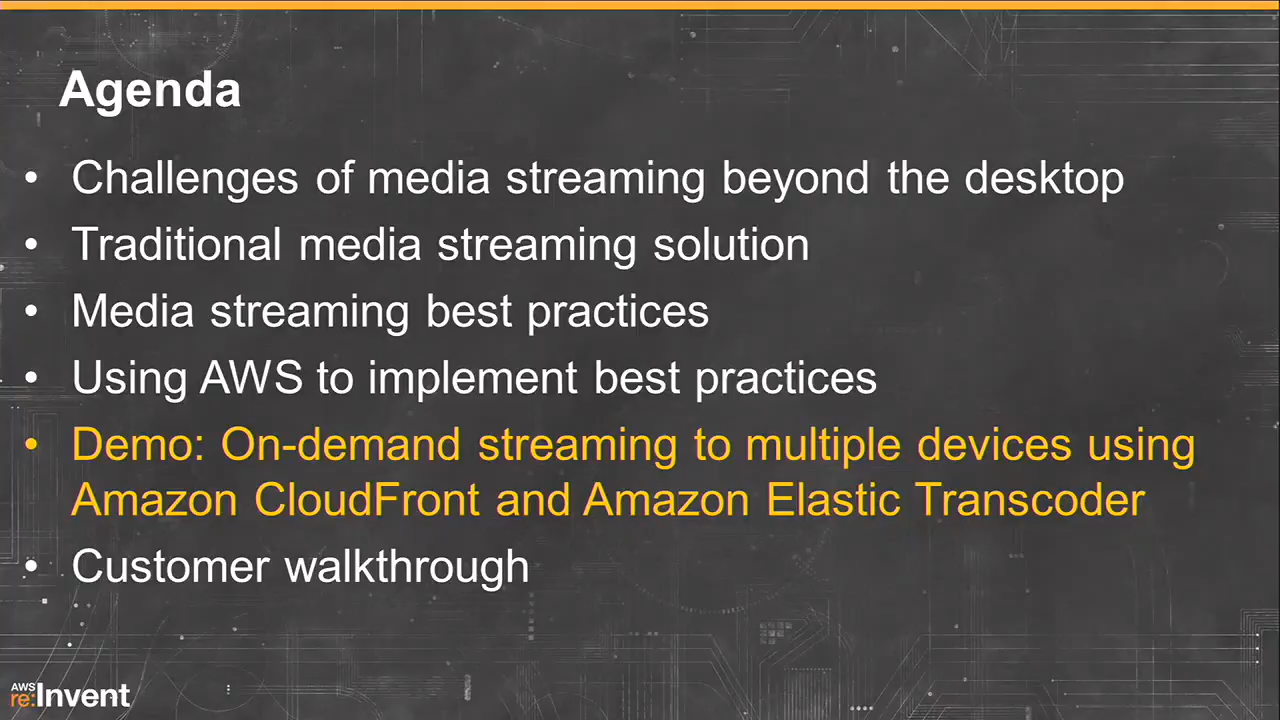 Agenda
• Challenges of media streaming beyond the desktop
• Traditional media streaming solution
• Media streaming best practices
• Using AWS to implement best practices
• Demo: On-demand streaming to multiple devices using
Amazon CloudFront and Amazon Elastic Transcoder
• Customer walkthrough
AWS
re:Invent